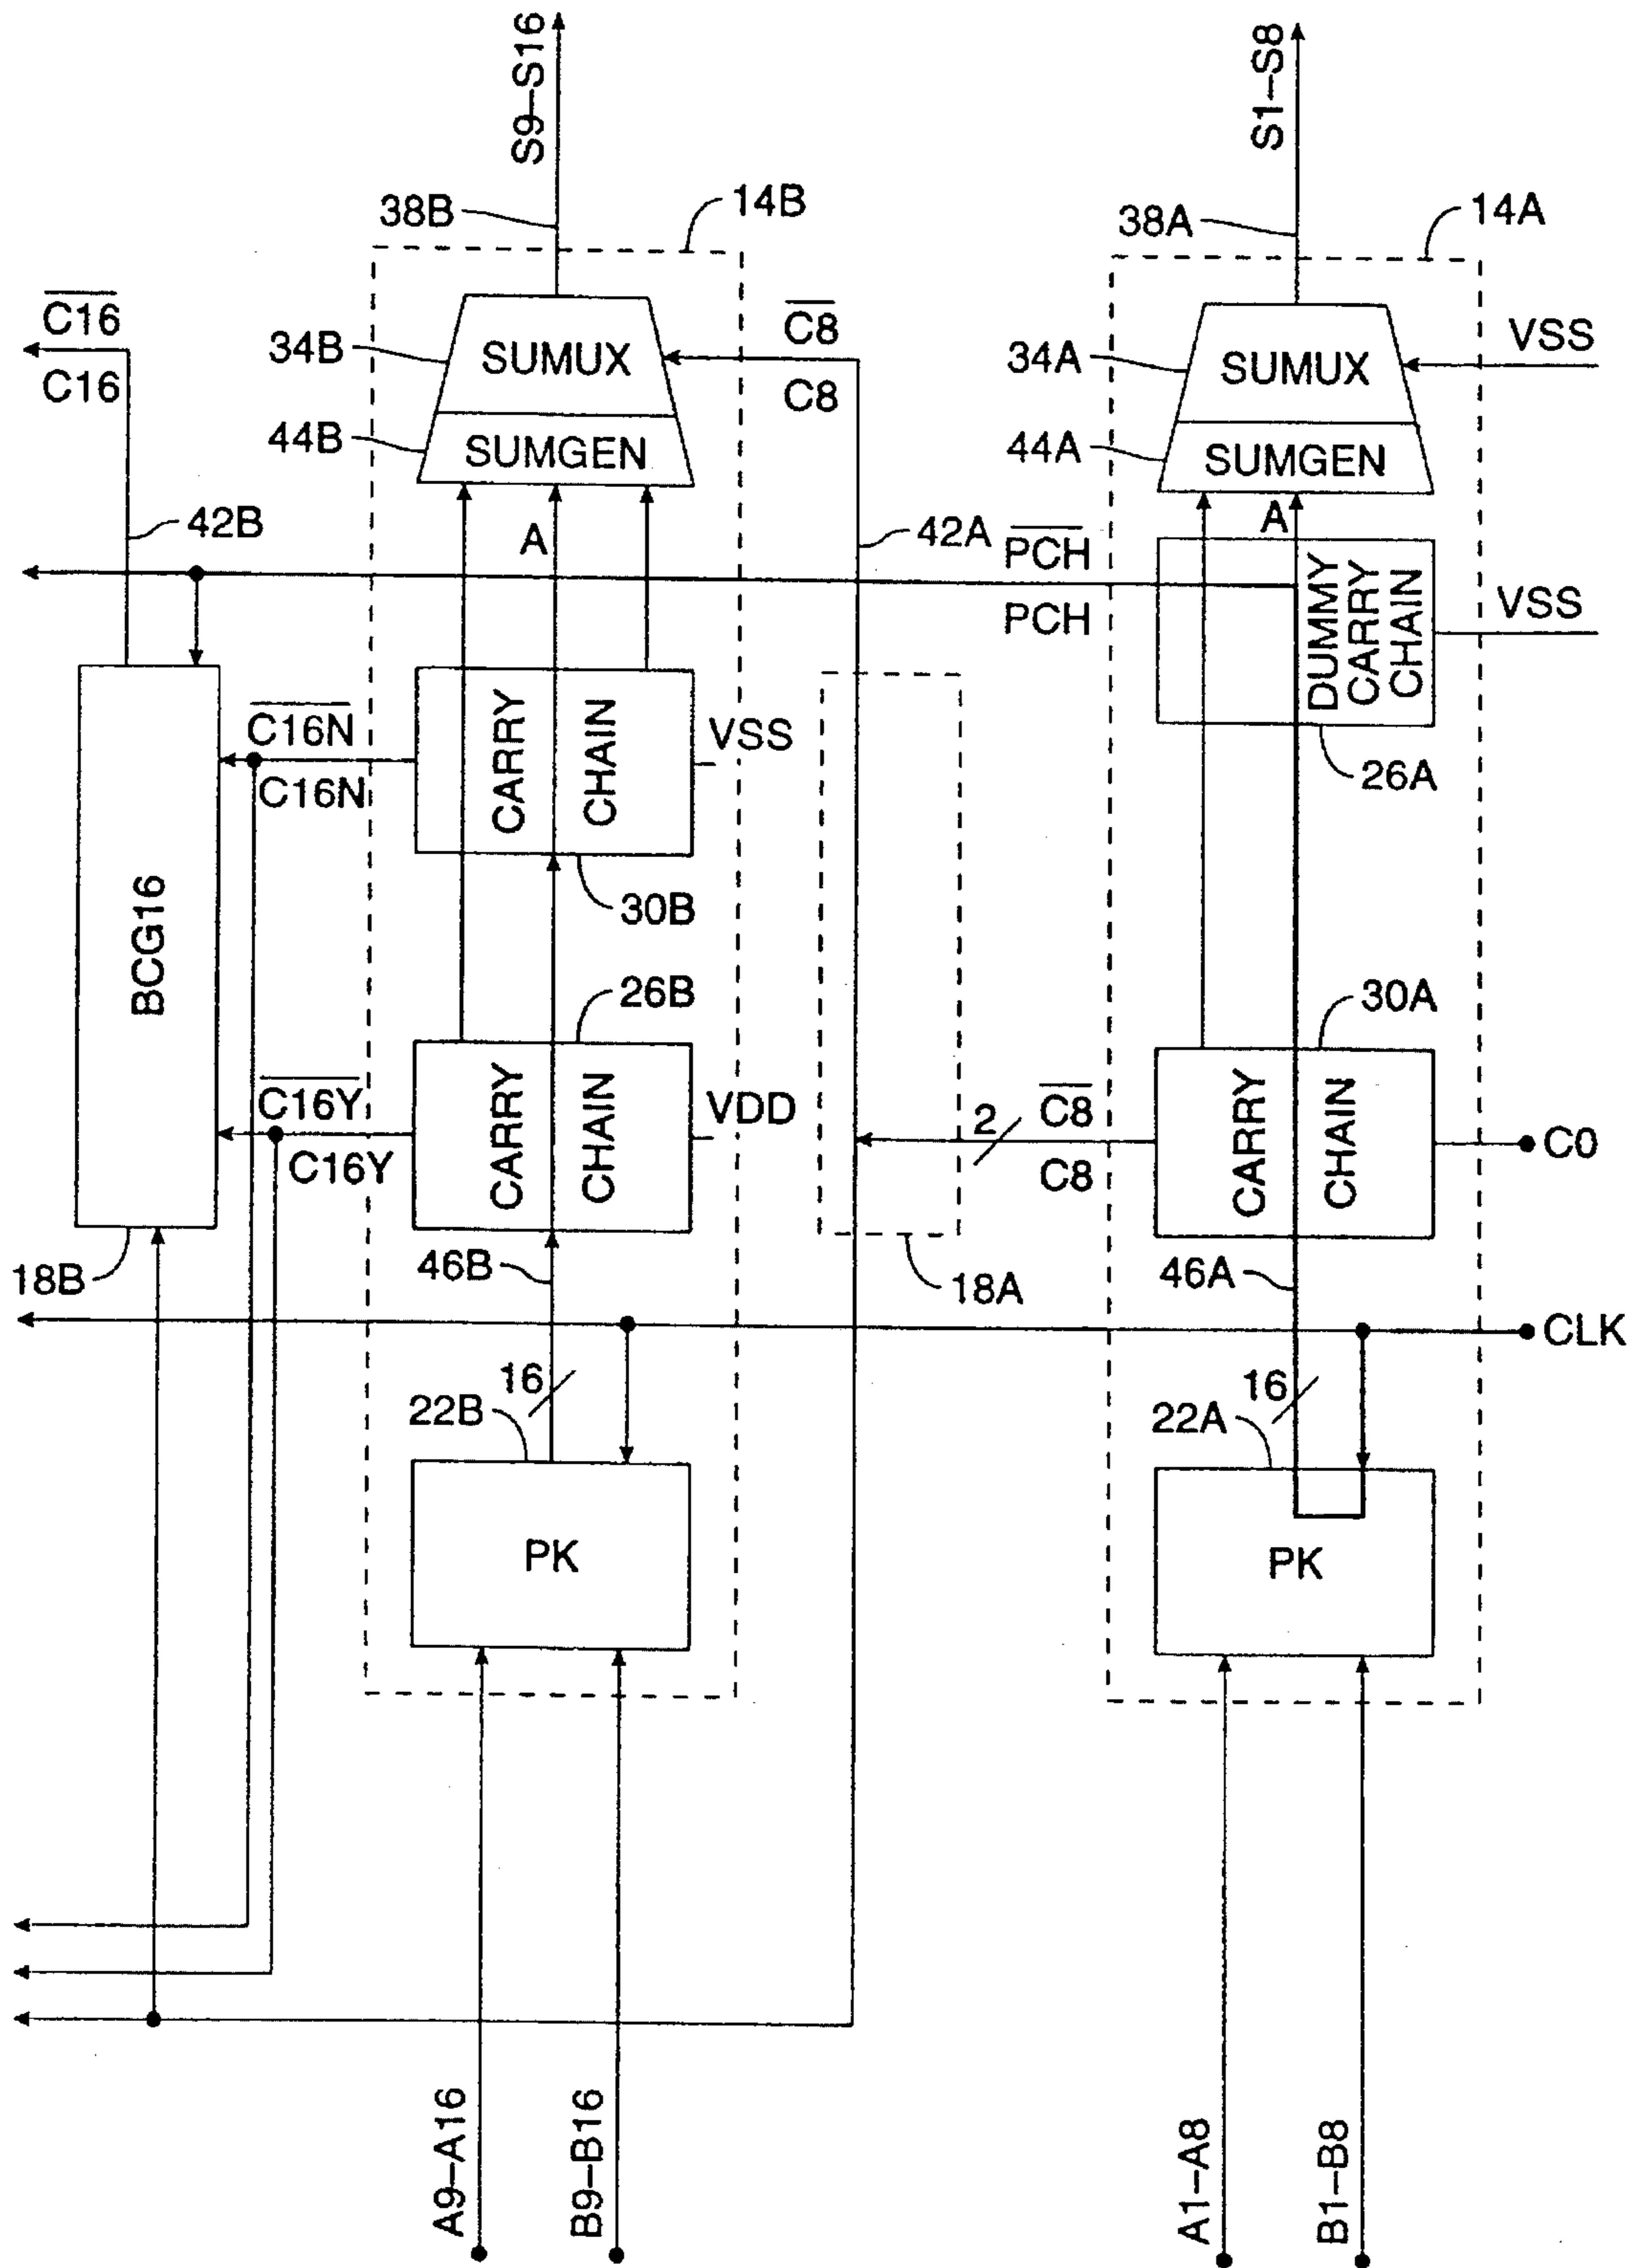 S9–S16
S1–S8
38B
14B
38A
14A
C16
C16
34B
SUMUX
C8
C8
34A
SUMUX
VSS
44B
SUMGEN
44A
SUMGEN
42B
A
42A
PCH
PCH
A
DUMMY
CARRY
CHAIN
VSS
C16N
C16N
CARRY
CHAIN
VSS
26A
30B
BCG16
26B
30A
C16Y
C16Y
CARRY
CHAIN
VDD
2
C8
C8
CARRY
CHAIN
C0
18B
46B
18A
46A
CLK
16
22B
16
22A
PK
PK
A9–A16
B9–B16
A1–A8
B1–B8